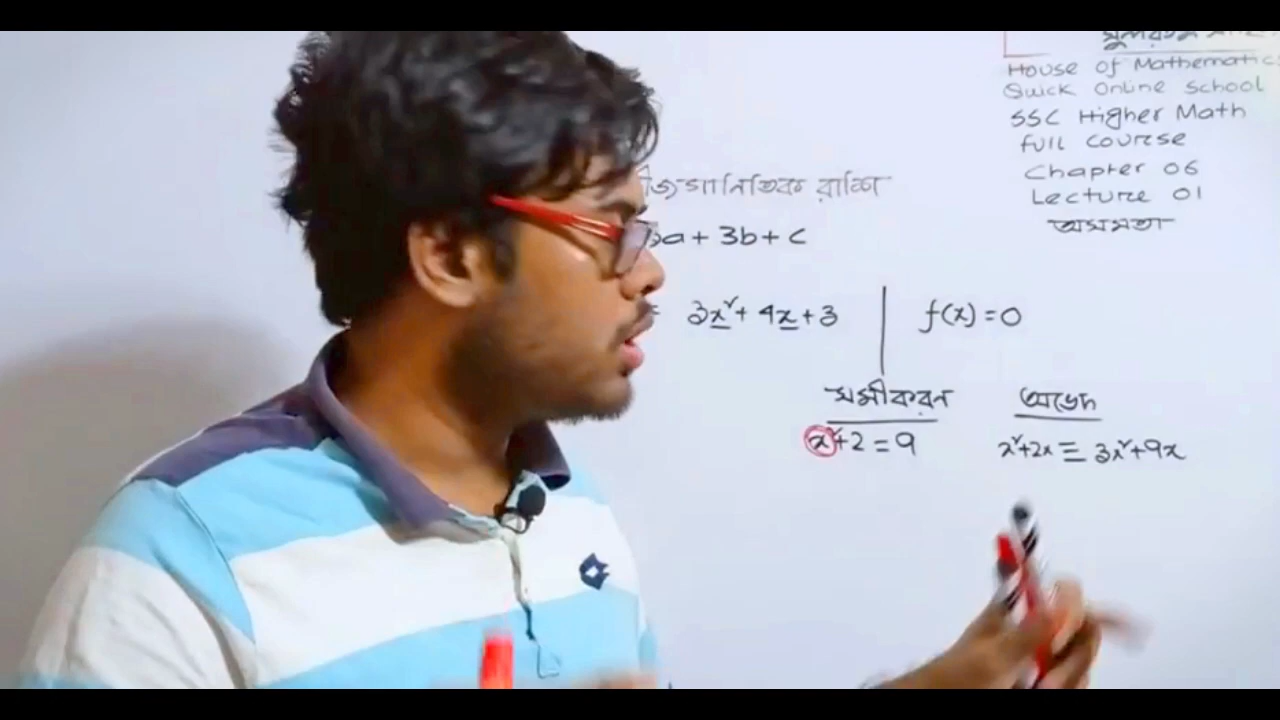 House of Mathematics
Quick Online School
SSC Higher Math
Full Course
Chapter 06
Lecture 01
অসমতা
বীজগানিতিক রাশি
a + 3b + c
= 3x² + 4x + 3
f(x) = 0
সমীকরন
অভেদ
x² + 2 = 9
x² + 2x ≡ 3x² + 9x